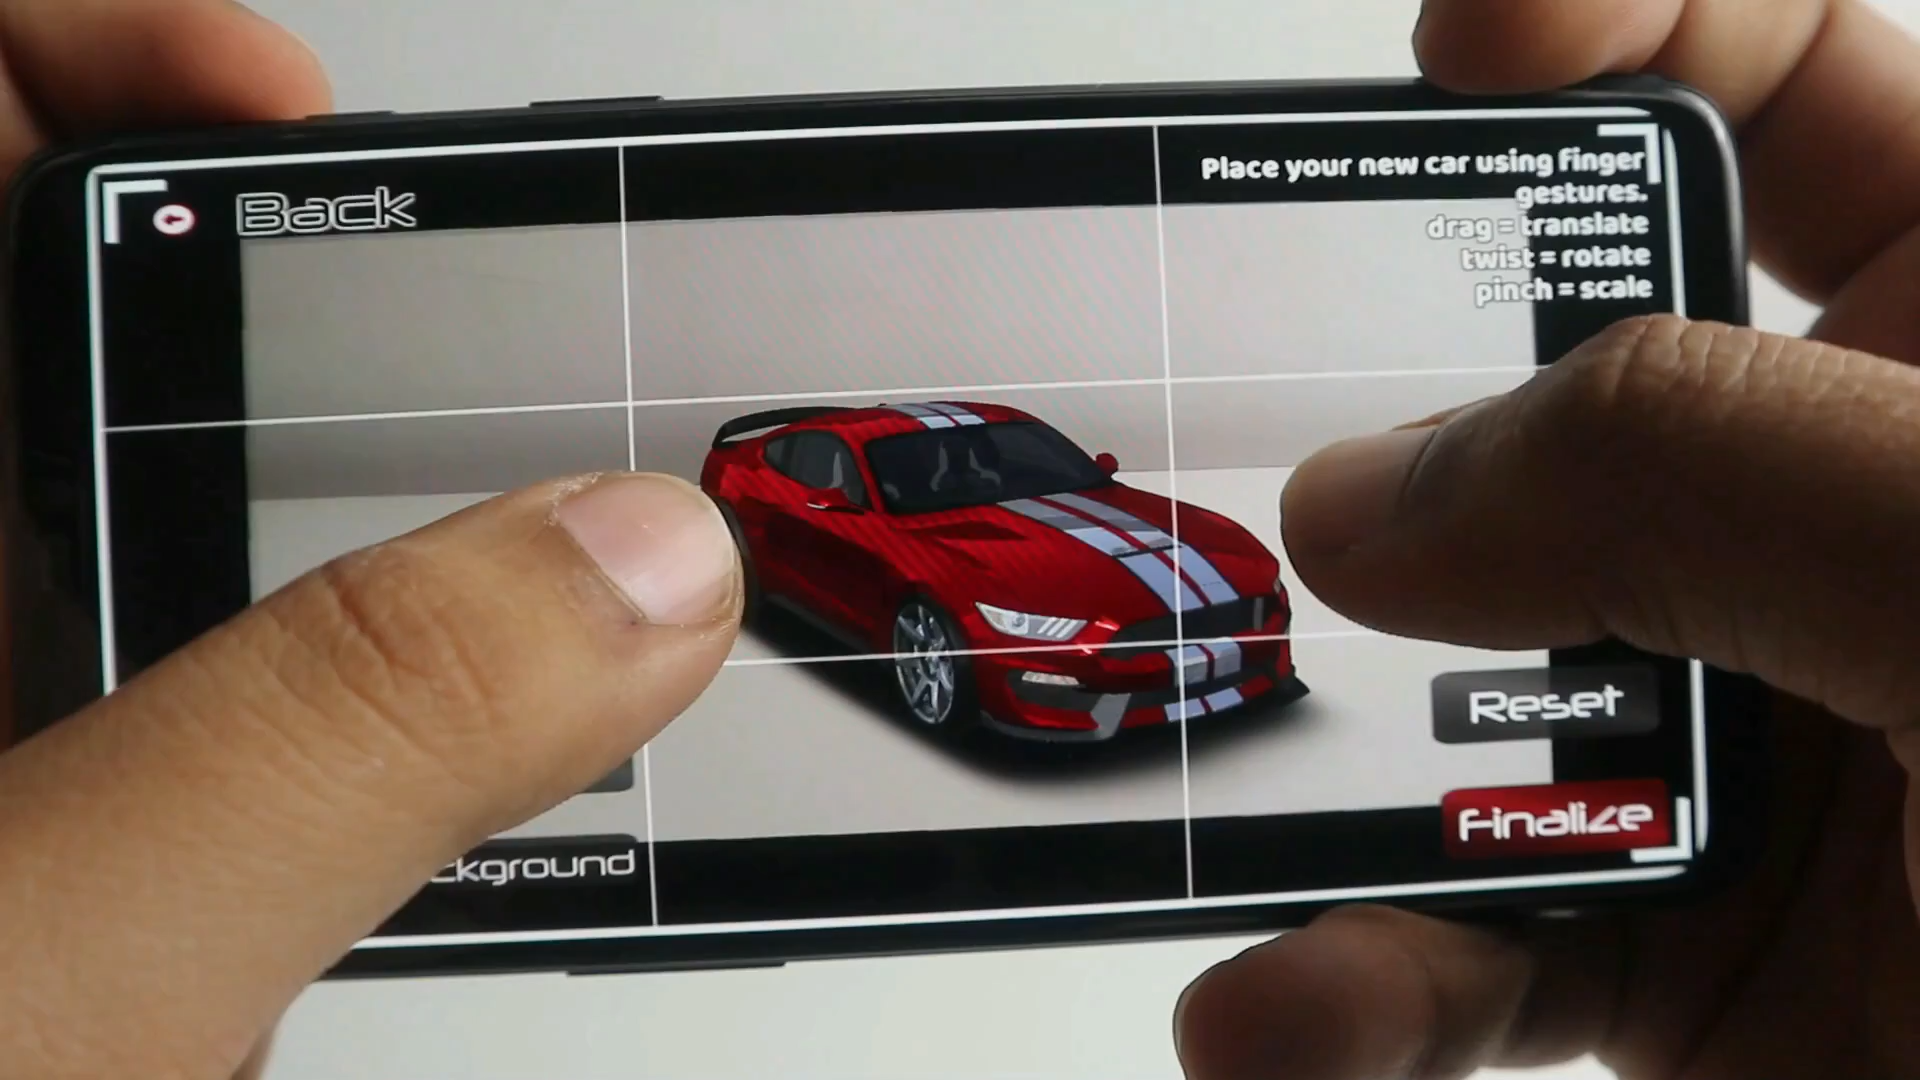 Back
Place your new car using finger
gestures.
drag = translate
twist = rotate
pinch = scale
Reset
Finalize
ckground